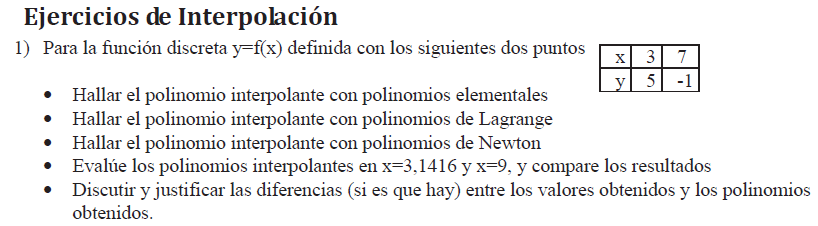 Ejercicios de Interpolación
1) Para la función discreta y=f(x) definida con los siguientes dos puntos
x 3 7
y 5 -1
• Hallar el polinomio interpolante con polinomios elementales
• Hallar el polinomio interpolante con polinomios de Lagrange
• Hallar el polinomio interpolante con polinomios de Newton
• Evalúe los polinomios interpolantes en x=3,1416 y x=9, y compare los resultados
• Discutir y justificar las diferencias (si es que hay) entre los valores obtenidos y los polinomios
obtenidos.